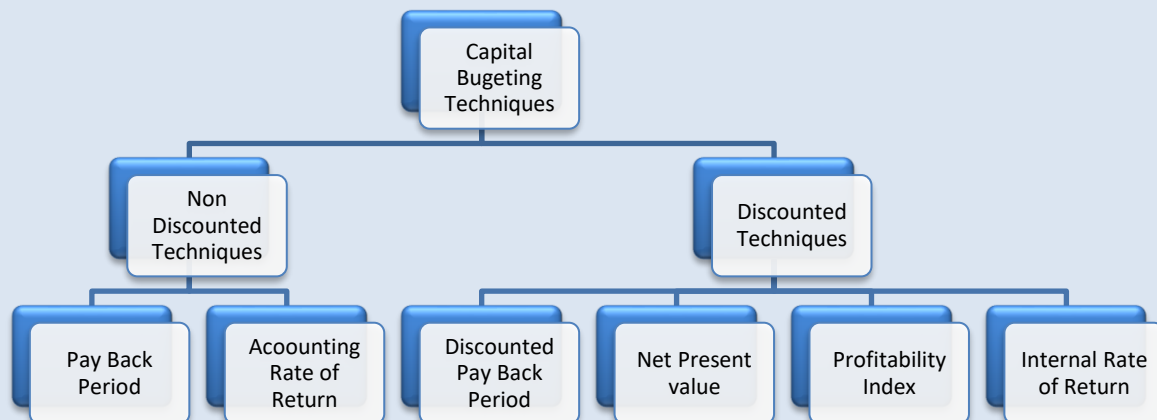 Capital
Bugeting
Techniques
Non
Discounted
Techniques
Discounted
Techniques
Pay Back
Period
Acoounting
Rate of
Return
Discounted
Pay Back
Period
Net Present
value
Profitability
Index
Internal Rate
of Return